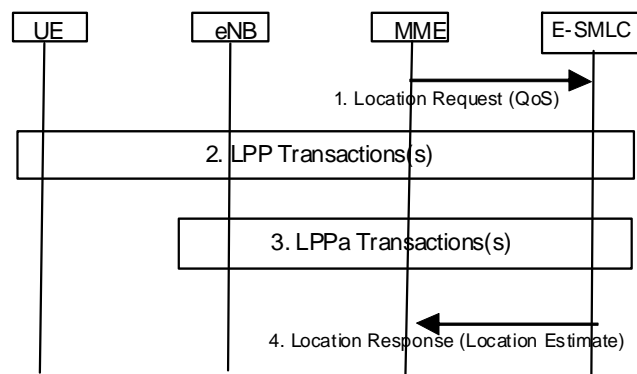 UE eNB MME E-SMLC
1. Location Request (QoS)
2. LPP Transactions(s)
3. LPPa Transactions(s)
4. Location Response (Location Estimate)